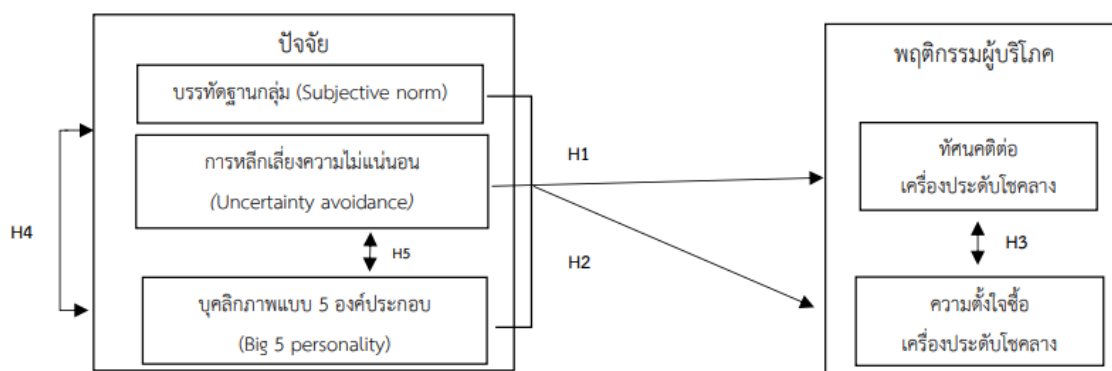 ปัจจัย
บรรทัดฐานกลุ่ม (Subjective norm)
การหลีกเลี่ยงความไม่แน่นอน
(Uncertainty avoidance)
H4
H5
บุคลิกภาพแบบ 5 องค์ประกอบ
(Big 5 personality)
H1
H2
พฤติกรรมผู้บริโภค
ทัศนคติต่อ
เครื่องประดับโชคลาง
H3
ความตั้งใจซื้อ
เครื่องประดับโชคลาง